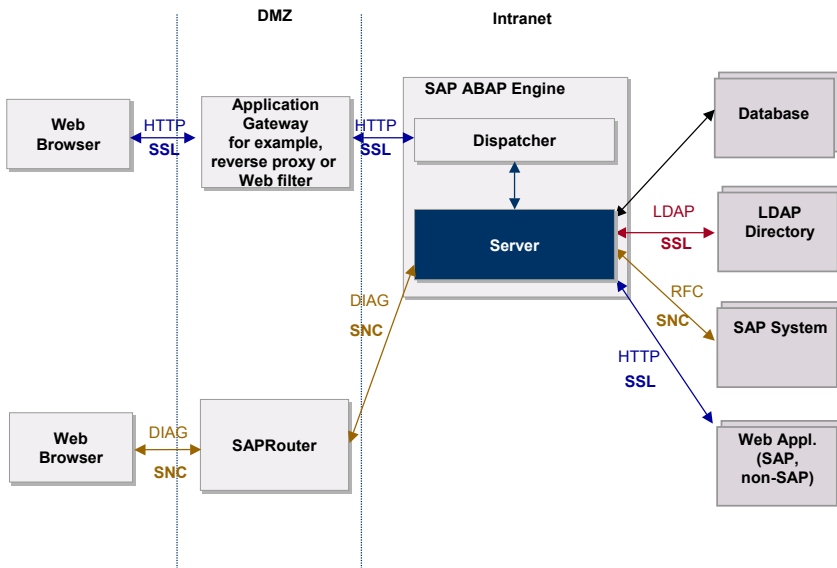 DMZ
Intranet
Web
Browser
HTTP
SSL
Application
Gateway
for example,
reverse proxy or
Web filter
HTTP
SSL
SAP ABAP Engine
Dispatcher
Server
Database
LDAP
SSL
LDAP
Directory
RFC
SNC
SAP System
HTTP
SSL
Web Appl.
(SAP,
non-SAP)
DIAG
SNC
Web
Browser
DIAG
SNC
SAPRouter